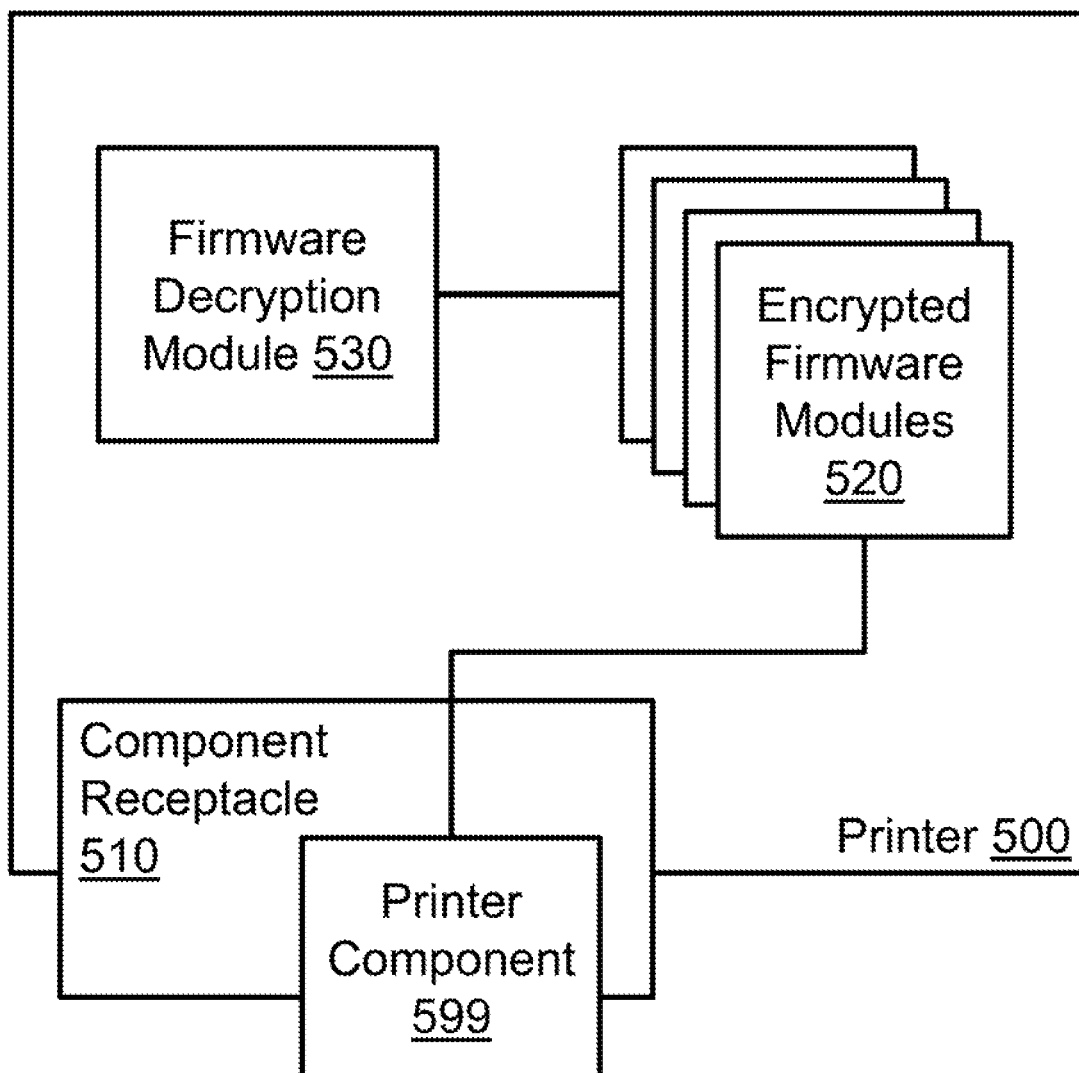 Firmware
Decryption
Module 530
Encrypted
Firmware
Modules
520
Component
Receptacle
510
Printer 500
Printer
Component
599